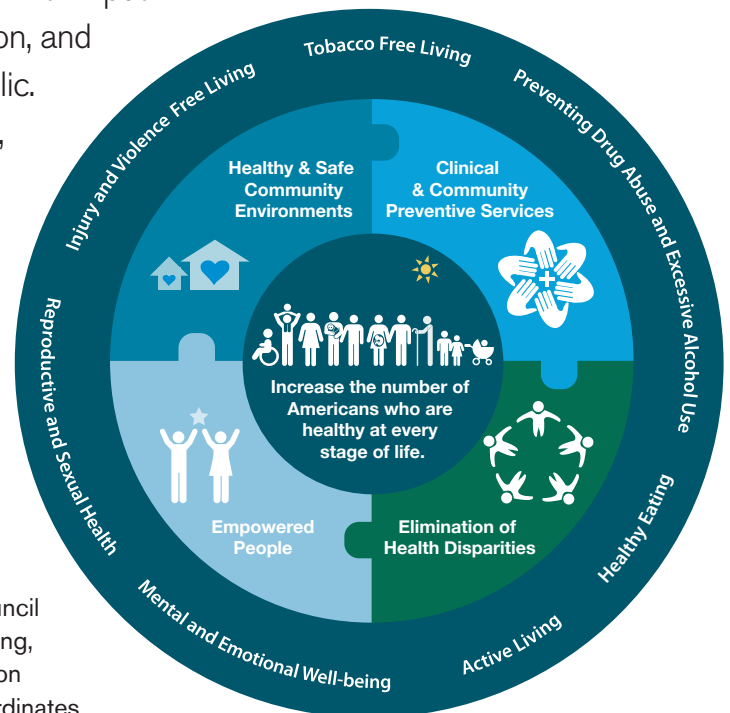 on, and
lic.
,
Tobacco Free Living
Preventing Drug Abuse and Excessive Alcohol Use
Healthy Eating
Active Living
Mental and Emotional Well-being
Reproductive and Sexual Health
Injury and Violence Free Living
Healthy & Safe
Community
Environments
Clinical
& Community
Preventive Services
Increase the number of
Americans who are
healthy at every
stage of life.
Empowered
People
Elimination of
Health Disparities
uncil
ng,
on
rdinates